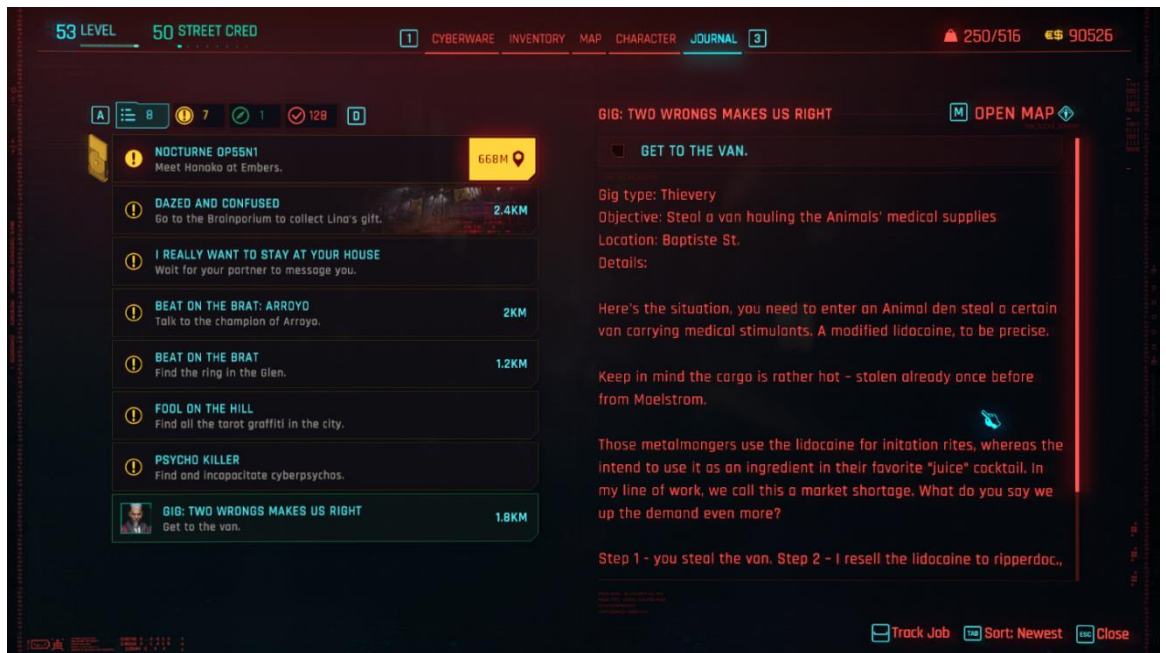 53 LEVEL
50 STREET CRED
1 CYBERWARE INVENTORY MAP CHARACTER JOURNAL 3
250/516
€$ 90526
A 8 7 1 128 D
NOCTURNE OP55N1
Meet Hanako at Embers.
668M
DAZED AND CONFUSED
Go to the Brainporium to collect Lina's gift.
2.4KM
I REALLY WANT TO STAY AT YOUR HOUSE
Wait for your partner to message you.
BEAT ON THE BRAT: ARROYO
Talk to the champion of Arroyo.
2KM
BEAT ON THE BRAT
Find the ring in the Glen.
1.2KM
FOOL ON THE HILL
Find all the tarot graffiti in the city.
PSYCHO KILLER
Find and incapacitate cyberpsychos.
GIG: TWO WRONGS MAKES US RIGHT
Get to the van.
1.8KM
GIG: TWO WRONGS MAKES US RIGHT
M OPEN MAP
GET TO THE VAN.
Gig type: Thievery
Objective: Steal a van hauling the Animals' medical supplies
Location: Baptiste St.
Details:
Here's the situation, you need to enter an Animal den steal a certain
van carrying medical stimulants. A modified lidocaine, to be precise.
Keep in mind the cargo is rather hot – stolen already once before
from Maelstrom.
Those metalmongers use the lidocaine for initation rites, whereas the
intend to use it as an ingredient in their favorite "juice" cocktail. In
my line of work, we call this a market shortage. What do you say we
up the demand even more?
Step 1 - you steal the van. Step 2 – I resell the lidocaine to ripperdoc.,
Track Job
TAB Sort: Newest
ESC Close